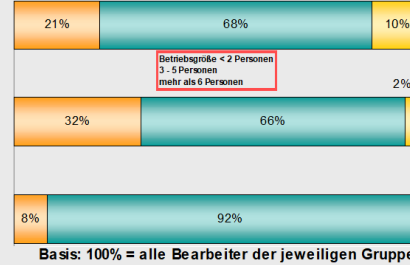 21% 68% 10%
Betriebsgröße < 2 Personen
3 - 5 Personen
mehr als 6 Personen
2%
32% 66%
8% 92%
Basis: 100% = alle Bearbeiter der jeweiligen Gruppe